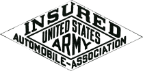 INSURED
UNITED STATES
ARMY
AUTOMOBILE-ASSOCIATION